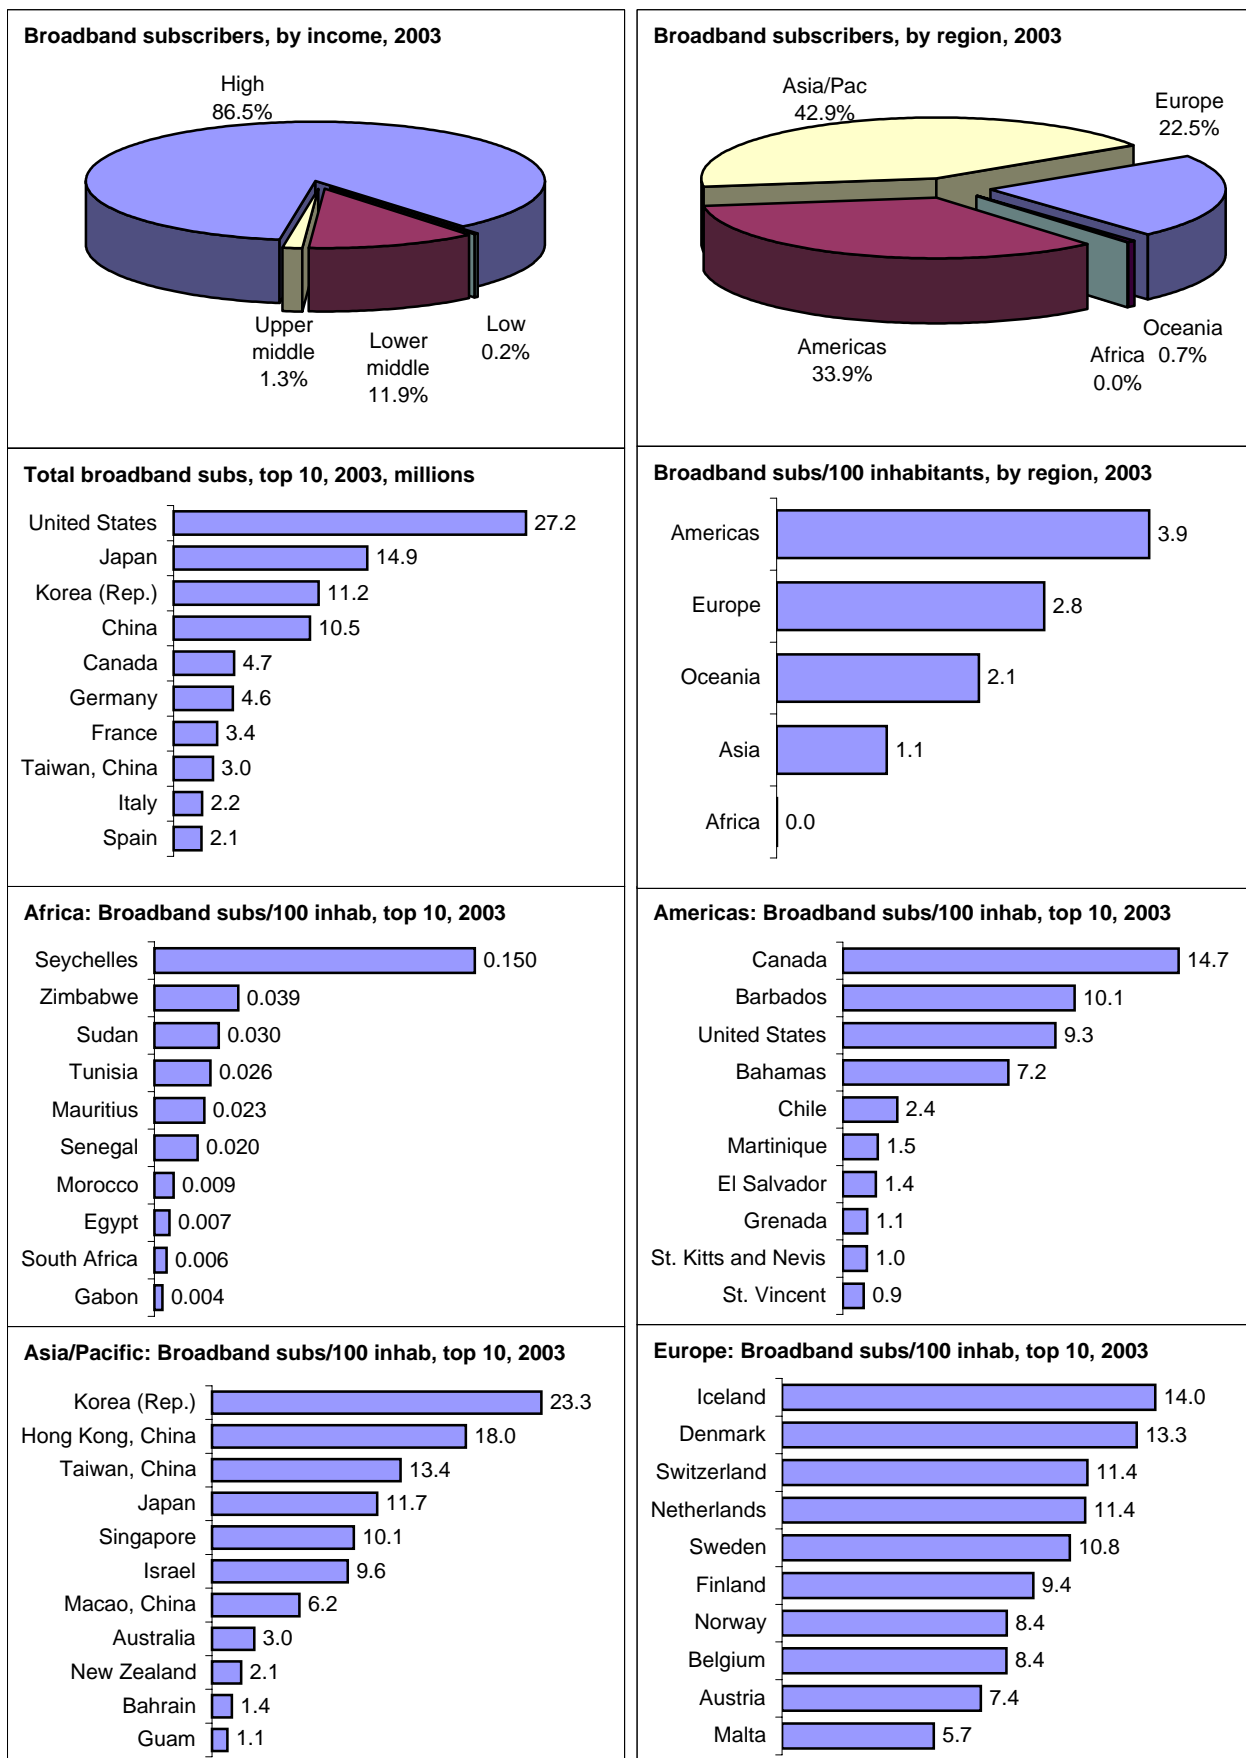 Broadband subscribers, by income, 2003
High
86.5%
Upper
middle
1.3%
Lower
middle
11.9%
Low
0.2%
Broadband subscribers, by region, 2003
Asia/Pac
42.9%
Europe
22.5%
Americas
33.9%
Africa
0.0%
Oceania
0.7%
Total broadband subs, top 10, 2003, millions
United States 27.2
Japan 14.9
Korea (Rep.) 11.2
China 10.5
Canada 4.7
Germany 4.6
France 3.4
Taiwan, China 3.0
Italy 2.2
Spain 2.1
Broadband subs/100 inhabitants, by region, 2003
Americas 3.9
Europe 2.8
Oceania 2.1
Asia 1.1
Africa 0.0
Africa: Broadband subs/100 inhab, top 10, 2003
Seychelles 0.150
Zimbabwe 0.039
Sudan 0.030
Tunisia 0.026
Mauritius 0.023
Senegal 0.020
Morocco 0.009
Egypt 0.007
South Africa 0.006
Gabon 0.004
Americas: Broadband subs/100 inhab, top 10, 2003
Canada 14.7
Barbados 10.1
United States 9.3
Bahamas 7.2
Chile 2.4
Martinique 1.5
El Salvador 1.4
Grenada 1.1
St. Kitts and Nevis 1.0
St. Vincent 0.9
Asia/Pacific: Broadband subs/100 inhab, top 10, 2003
Korea (Rep.) 23.3
Hong Kong, China 18.0
Taiwan, China 13.4
Japan 11.7
Singapore 10.1
Israel 9.6
Macao, China 6.2
Australia 3.0
New Zealand 2.1
Bahrain 1.4
Guam 1.1
Europe: Broadband subs/100 inhab, top 10, 2003
Iceland 14.0
Denmark 13.3
Switzerland 11.4
Netherlands 11.4
Sweden 10.8
Finland 9.4
Norway 8.4
Belgium 8.4
Austria 7.4
Malta 5.7